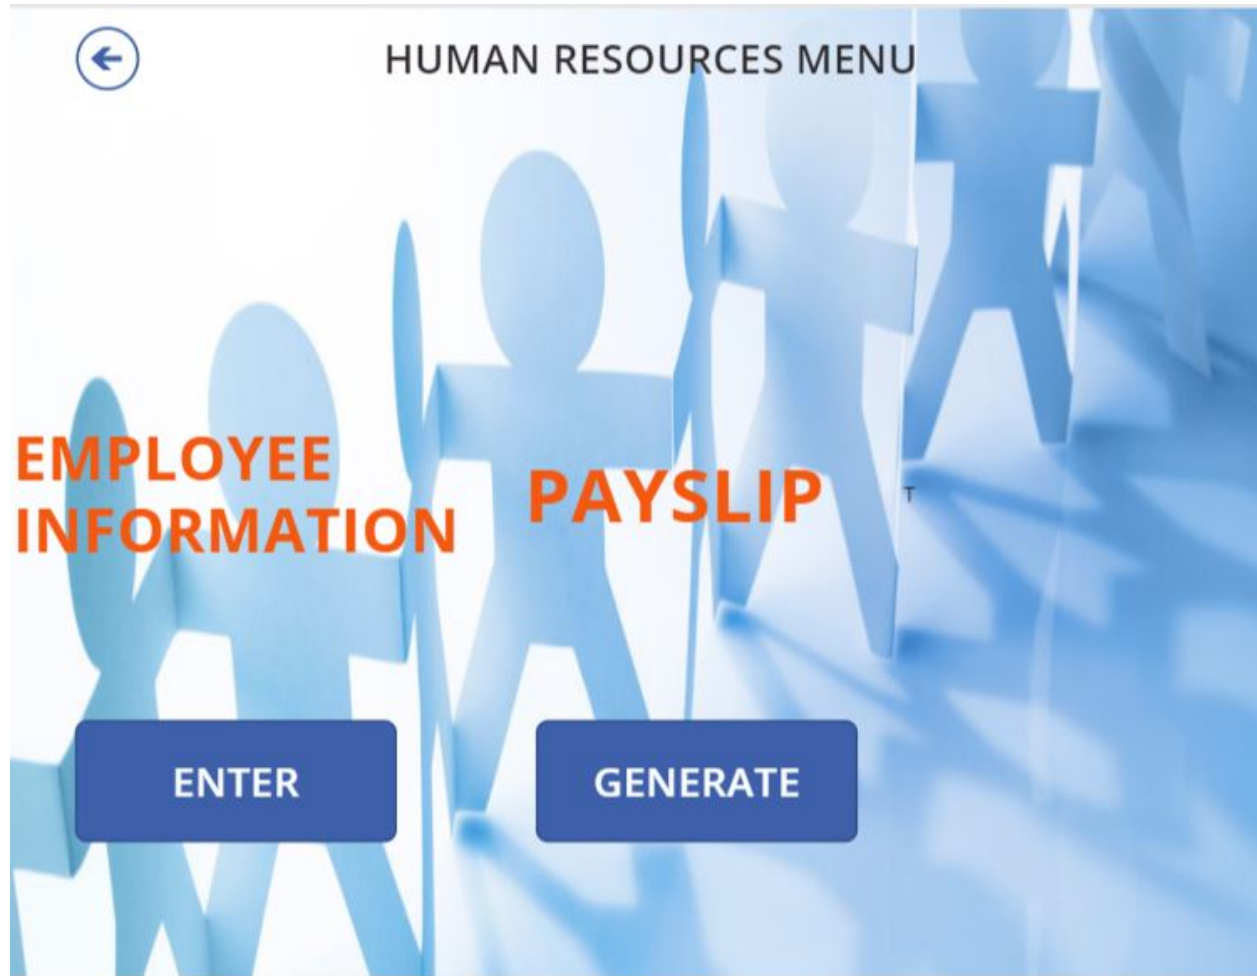 HUMAN RESOURCES MENU
EMPLOYEE
INFORMATION
PAYSLIP
T
ENTER
GENERATE